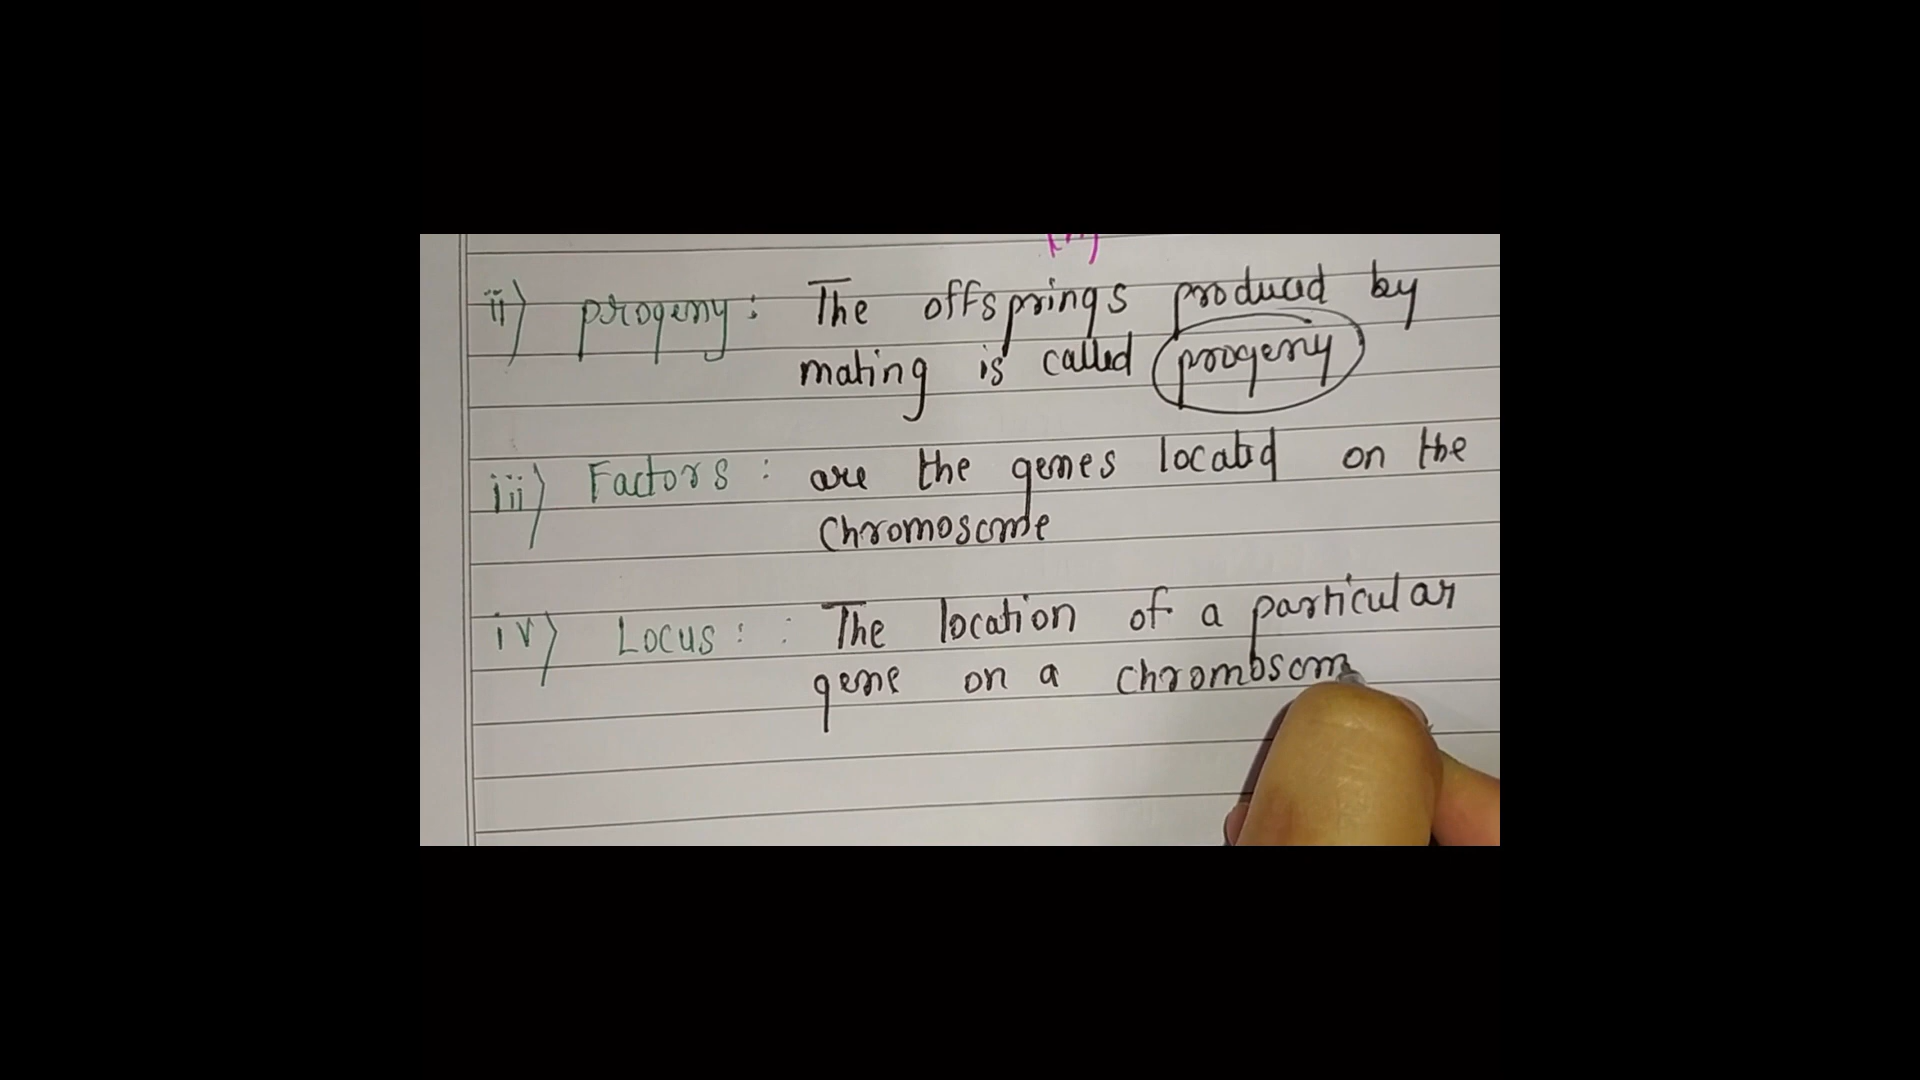 ii) progeny : The offsprings produced by
mating is called progeny
iii) Factors : are the genes located on the
chromosome
iv) Locus : : The location of a particular
gene on a chromosom